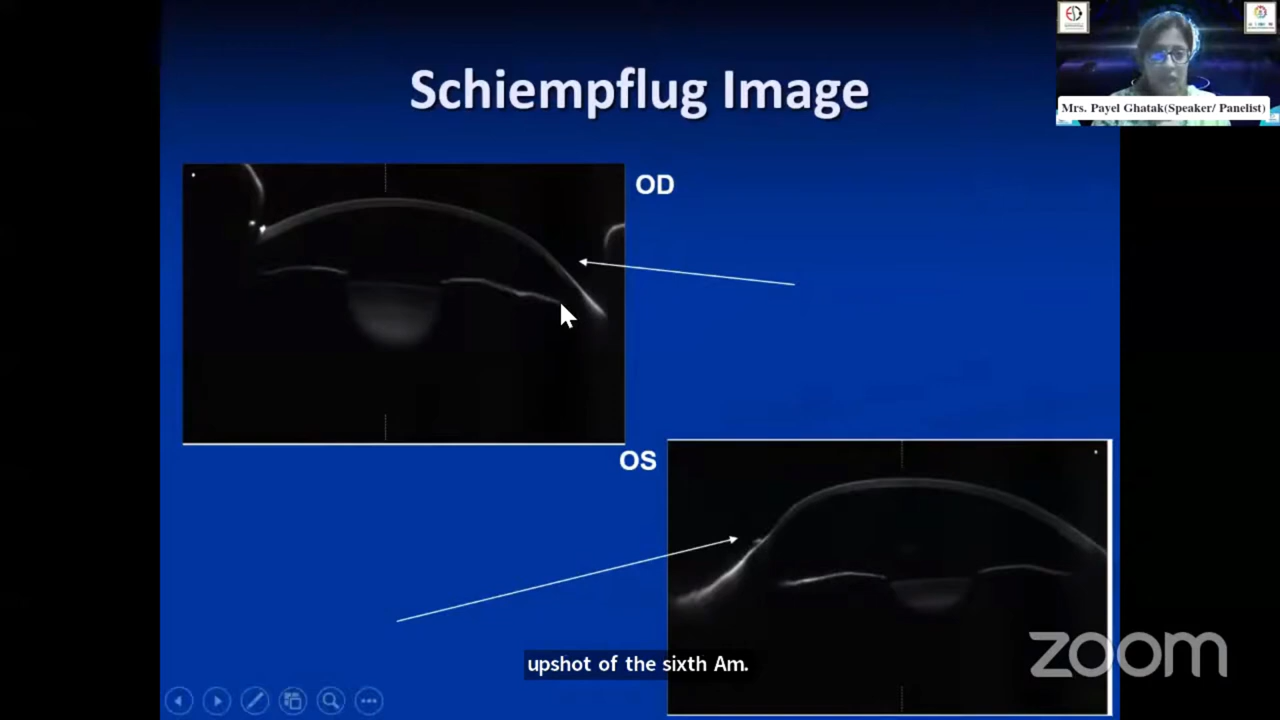 Schiempflug Image
Mrs. Payel Ghatak(Speaker/ Panelist)
OD
OS
upshot of the sixth Am.
zoom